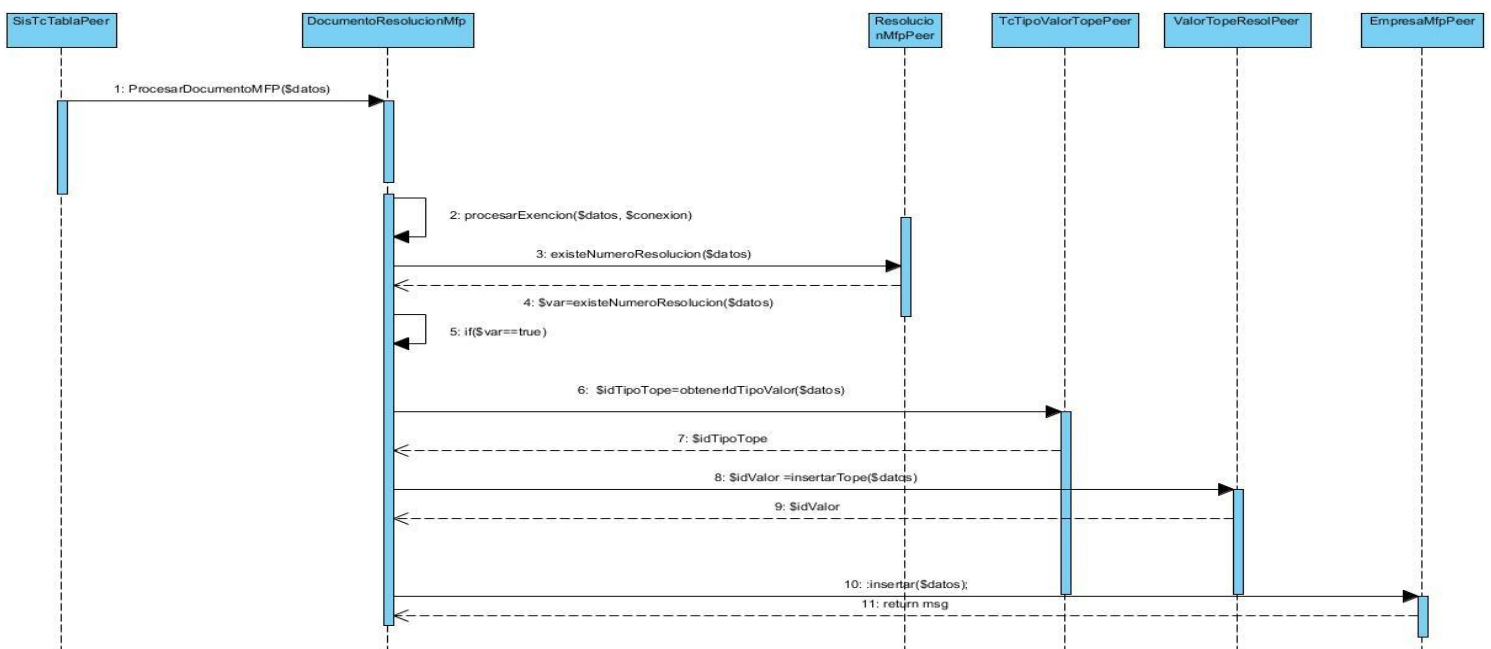 SisTcTablaPeer
DocumentoResolucionMfp
Resolucio
nMfpPeer
TcTipoValorTopePeer
ValorTopeResolPeer
EmpresaMfpPeer
1: ProcesarDocumentoMFP($datos)
2: procesarExencion($datos, $conexion)
3: existeNumeroResolucion($datos)
4: $var=existeNumeroResolucion($datos)
5: if($var==true)
6: $idTipoTope=obtenerIdTipoValor($datos)
7: $idTipoTope
8: $idValor =insertarTope($datos)
9: $idValor
10: :insertar($datos);
11: return msg